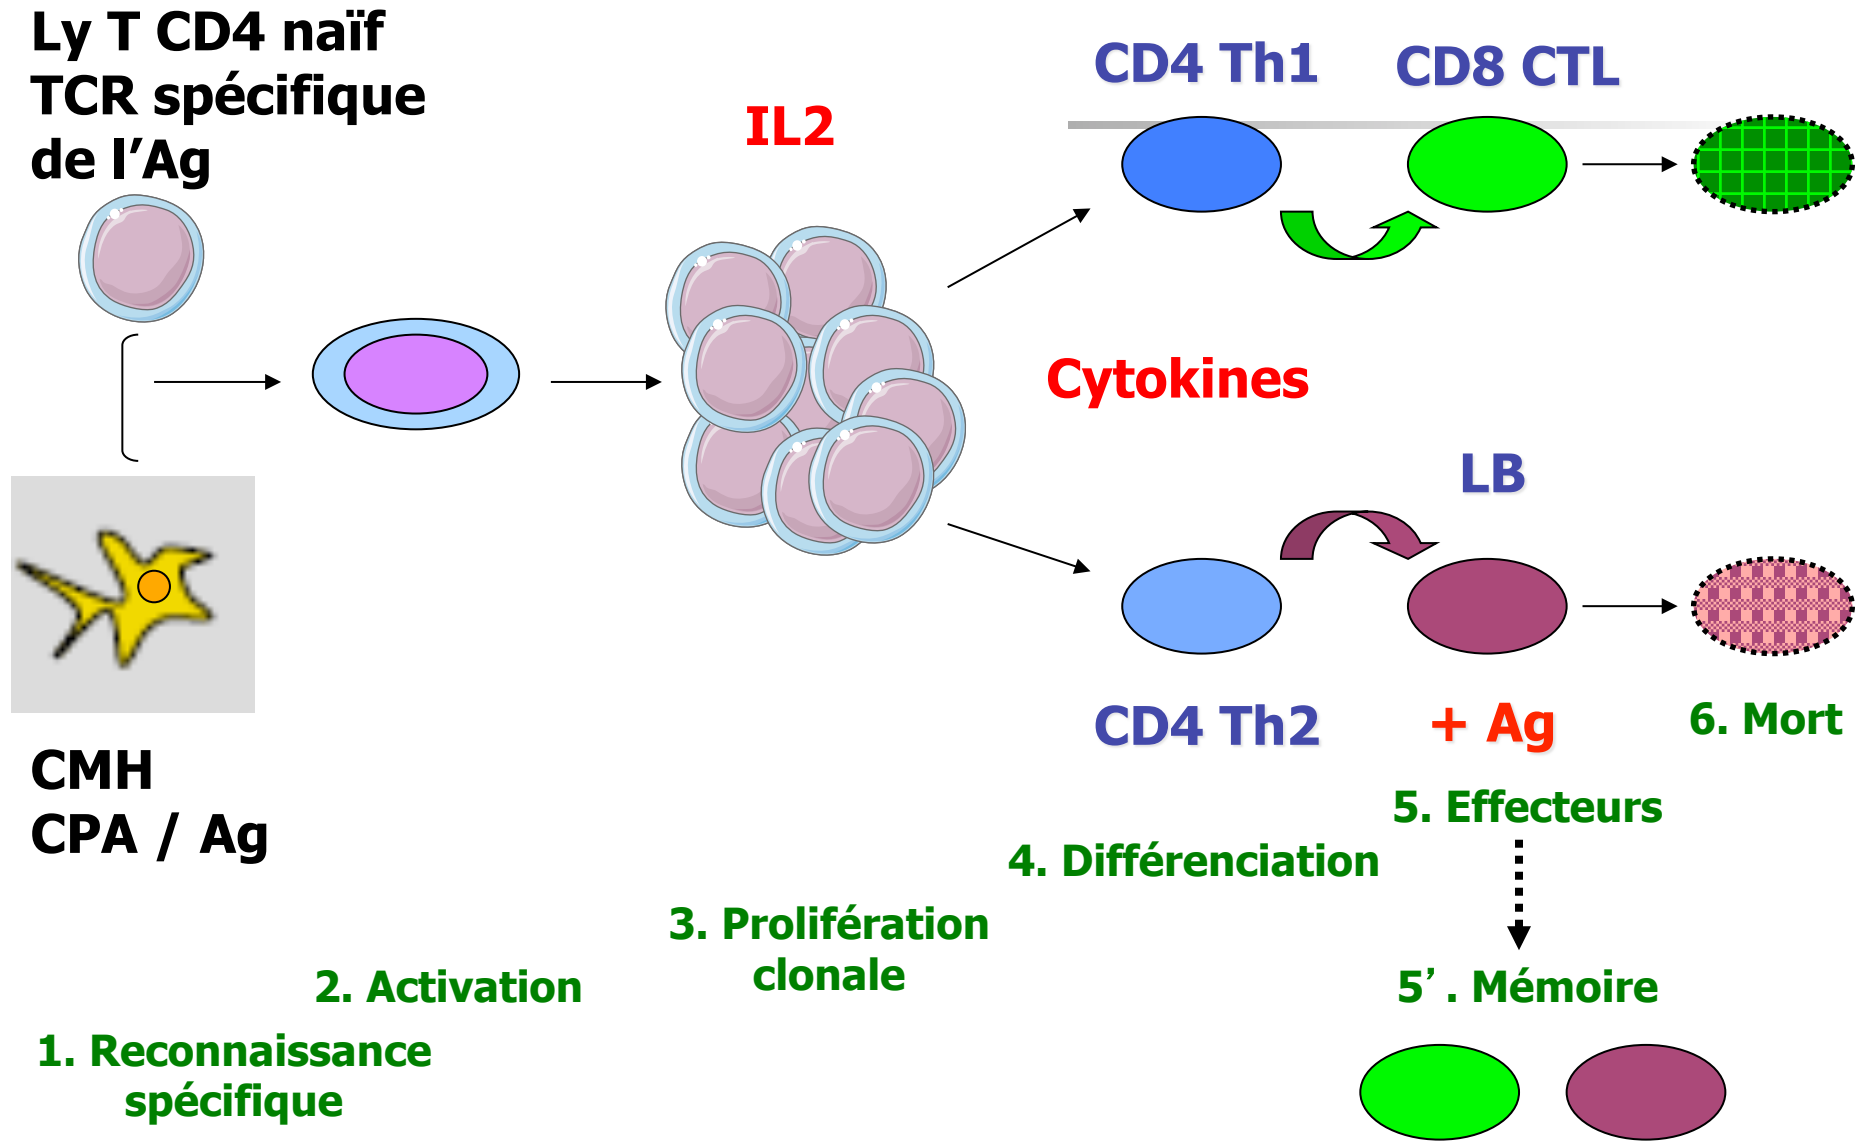 Ly T CD4 naïf
TCR spécifique
de l’Ag
IL2
CD4 Th1
CD8 CTL
Cytokines
LB
CD4 Th2
+ Ag
6. Mort
CMH
CPA / Ag
5. Effecteurs
4. Différenciation
3. Prolifération
clonale
2. Activation
5’. Mémoire
1. Reconnaissance
spécifique